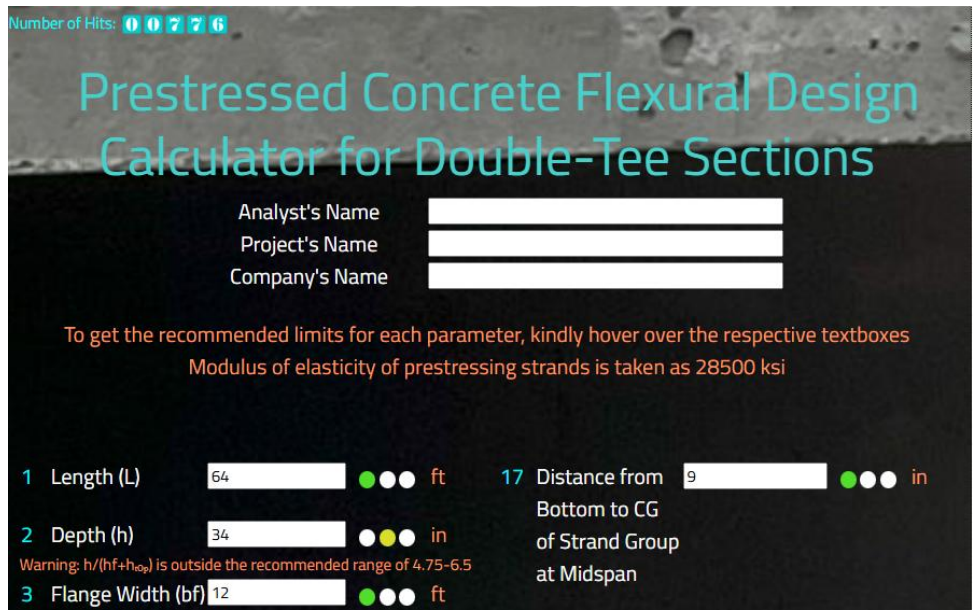 Number of Hits: 00776
Prestressed Concrete Flexural Design
Calculator for Double-Tee Sections
Analyst's Name
Project's Name
Company's Name
To get the recommended limits for each parameter, kindly hover over the respective textboxes
Modulus of elasticity of prestressing strands is taken as 28500 ksi
1 Length (L) 64 ft
2 Depth (h) 34 in
Warning: h/(hf+hₜₒₚ) is outside the recommended range of 4.75-6.5
3 Flange Width (bf) 12 ft
17 Distance from 9 in
Bottom to CG
of Strand Group
at Midspan